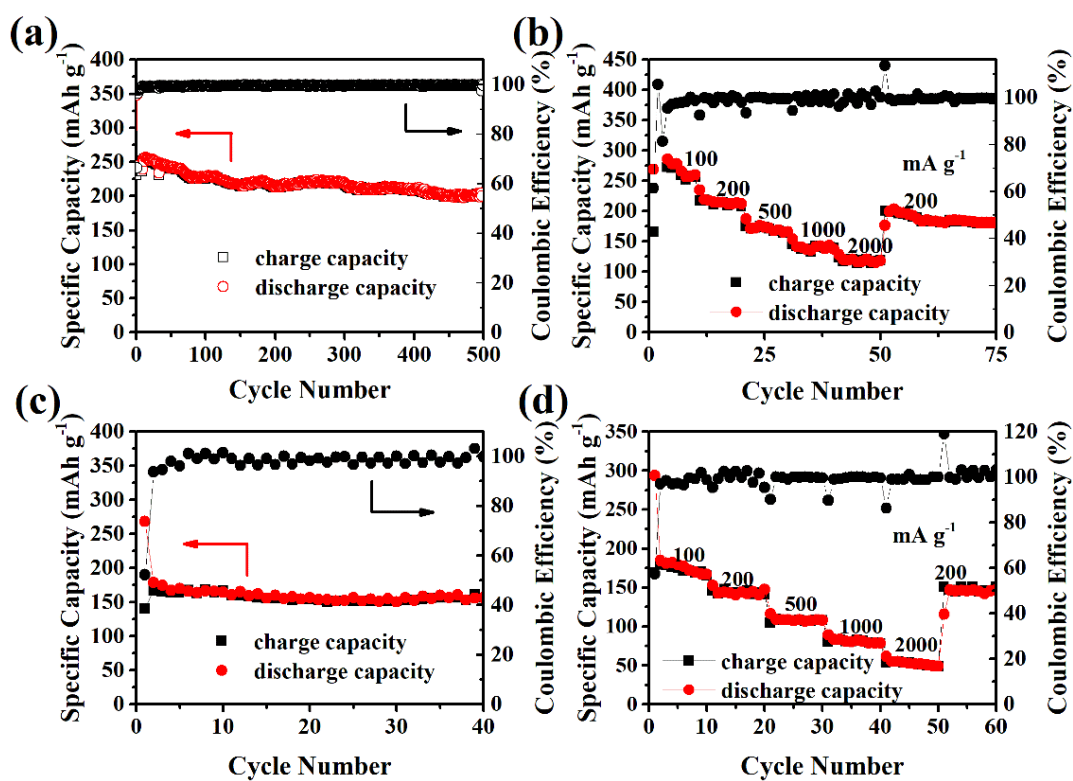 (a)
Specific Capacity (mAh g-1)
400
350
300
250
200
150
100
50
0
charge capacity
discharge capacity
0 100 200 300 400 500
Cycle Number
100
80
60
40
20
0
Coulombic Efficiency (%)
(b)
Specific Capacity (mAh g-1)
450
400
350
300
250
200
150
100
50
0
mA g-1
100
200
500
1000
2000
200
charge capacity
discharge capacity
0 25 50 75
Cycle Number
100
80
60
40
20
0
Coulombic Efficiency (%)
(c)
Specific Capacity (mAh g-1)
400
350
300
250
200
150
100
50
0
charge capacity
discharge capacity
0 10 20 30 40
Cycle Number
100
80
60
40
20
0
Coulombic Efficiency (%)
(d)
Specific Capacity (mAh g-1)
350
300
250
200
150
100
50
0
mA g-1
100
200
500
1000
2000
200
charge capacity
discharge capacity
0 10 20 30 40 50 60
Cycle Number
120
100
80
60
40
20
0
Coulombic Efficiency (%)